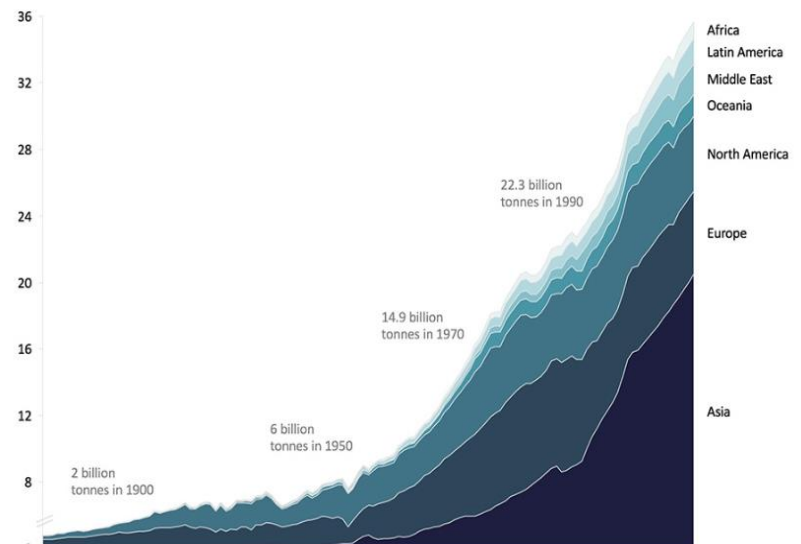 36
Africa
Latin America
32
Middle East
Oceania
28
North America
22.3 billion
tonnes in 1990
24
Europe
20
14.9 billion
tonnes in 1970
16
12
Asia
6 billion
tonnes in 1950
2 billion
tonnes in 1900
8